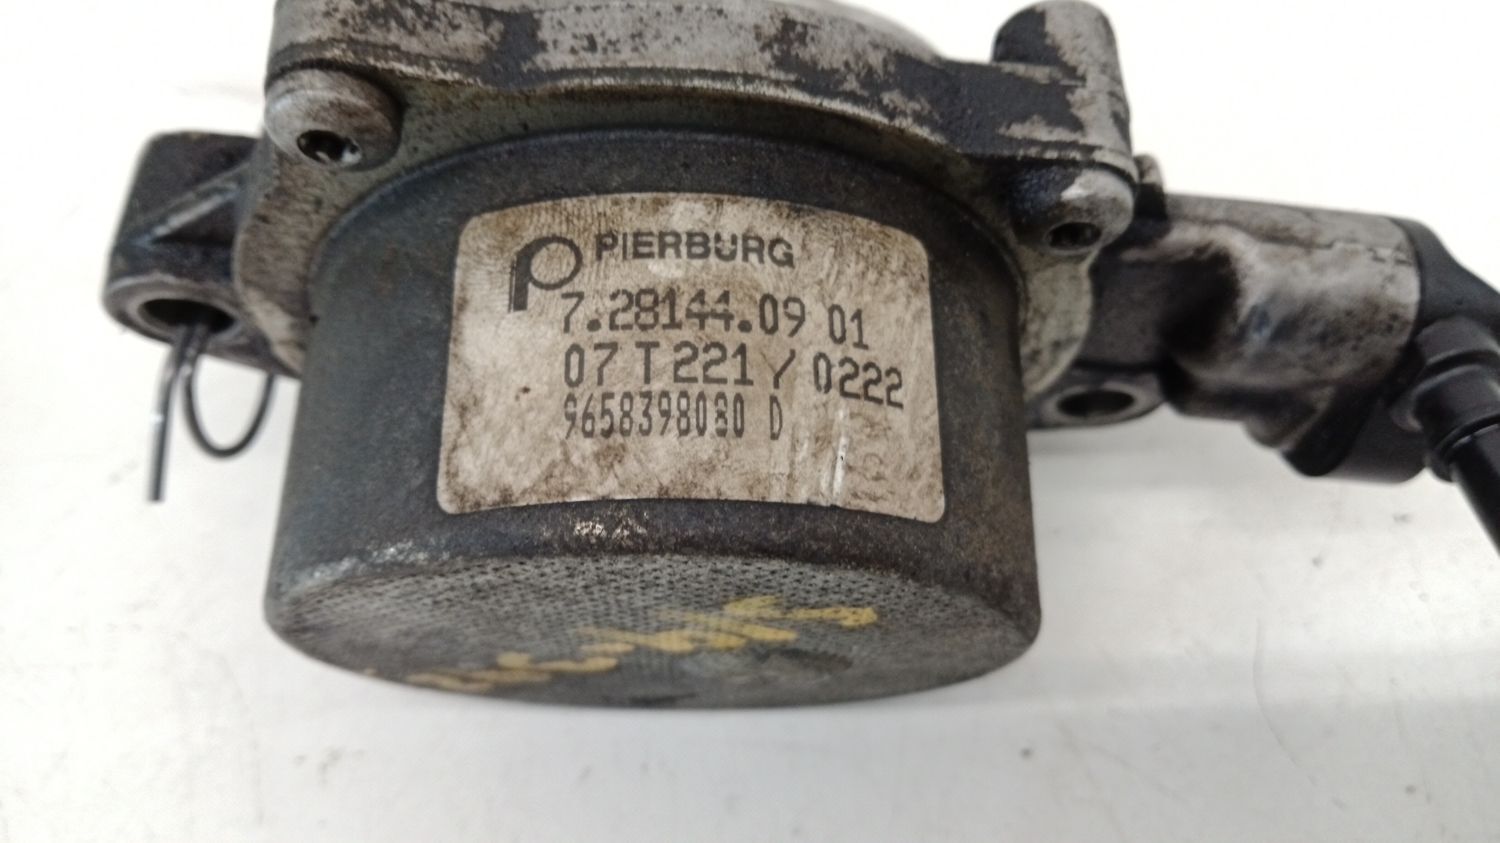 PIERBURG
7.28144.09 01
07 T 221 / 0222
9658398080 D